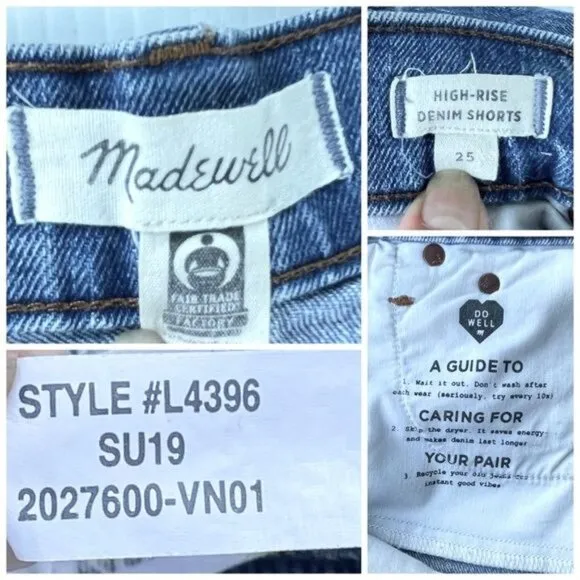 Madewell
FAIR TRADE
CERTIFIED
FACTORY
HIGH-RISE
DENIM SHORTS
25
STYLE #L4396
SU19
2027600-VN01
DO
WELL
A GUIDE TO
1. Wait it out. Don't wash after
each wear (seriously, try every 10x)
CARING FOR
2. Skip the dryer. It saves energy
and makes denim last longer
YOUR PAIR
3. Recycle your old jeans for
instant good vibes